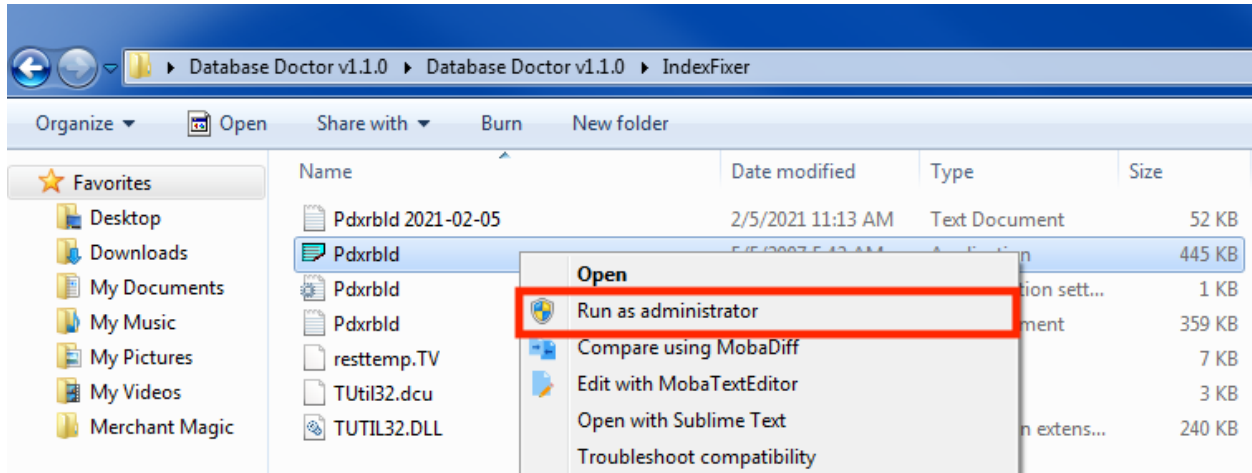 Database Doctor v1.1.0 Database Doctor v1.1.0 IndexFixer
Organize Open Share with Burn New folder
Favorites
Desktop
Downloads
My Documents
My Music
My Pictures
My Videos
Merchant Magic
Name Date modified Type Size
Pdxrbld 2021-02-05 2/5/2021 11:13 AM Text Document 52 KB
Pdxrbld 445 KB
Pdxrbld tion sett... 1 KB
Pdxrbld ment 359 KB
resttemp.TV 7 KB
TUtil32.dcu 3 KB
TUTIL32.DLL n extens... 240 KB
Open
Run as administrator
Compare using MobaDiff
Edit with MobaTextEditor
Open with Sublime Text
Troubleshoot compatibility